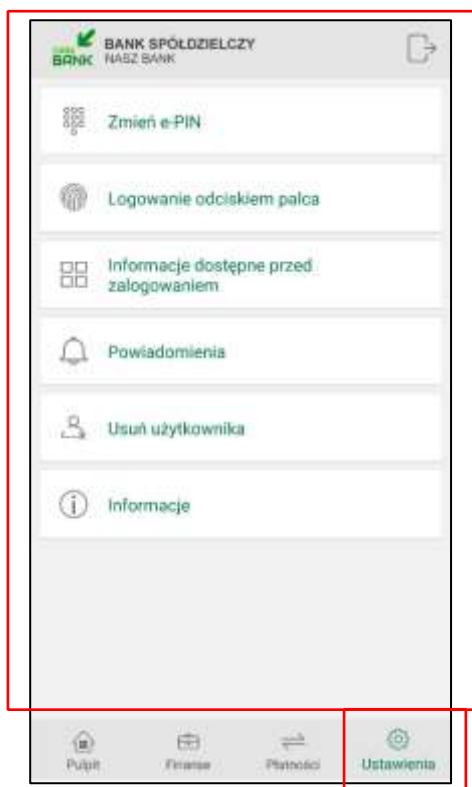 BANK SPÓŁDZIELCZY
NASZ BANK
BANK
Zmień e-PIN
Logowanie odciskiem palca
Informacje dostępne przed
zalogowaniem
Powiadomienia
Usuń użytkownika
Informacje
Pulpit
Finanse
Płatności
Ustawienia